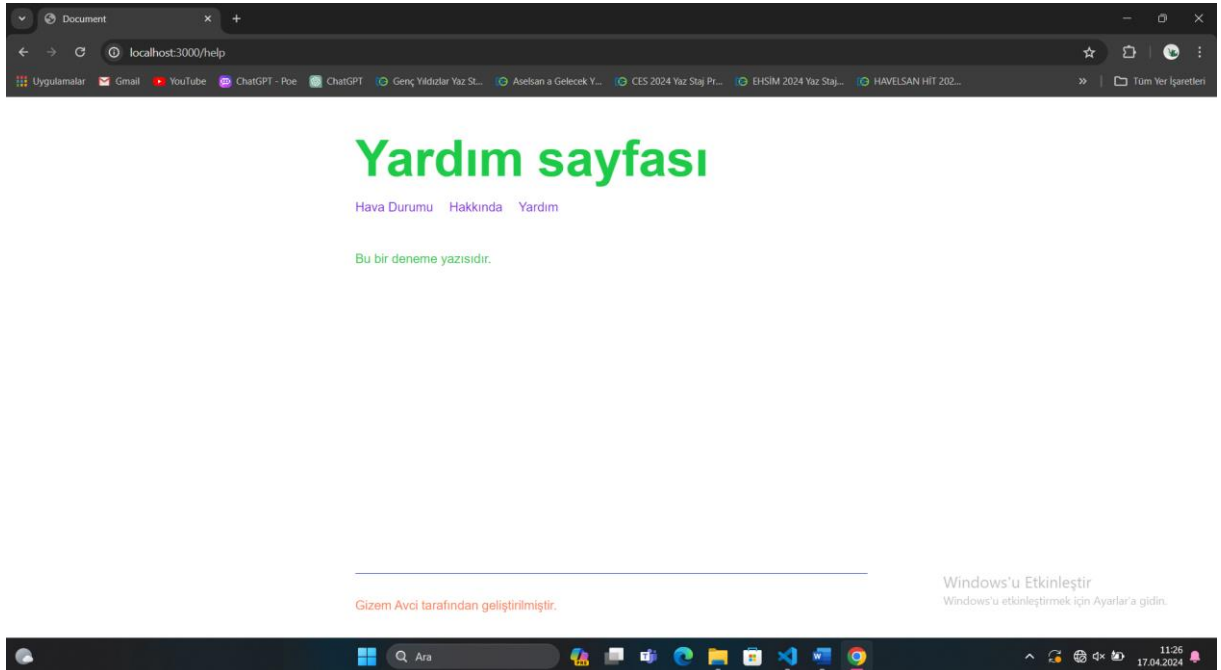 Document
localhost:3000/help
Uygulamalar Gmail YouTube ChatGPT - Poe ChatGPT Genç Yıldızlar Yaz St... Aselsan a Gelecek Y... CES 2024 Yaz Staj Pr... EHSİM 2024 Yaz Staj... HAVELSAN HİT 202... » Tüm Yer İşaretleri
Yardım sayfası
Hava Durumu Hakkında Yardım
Bu bir deneme yazısıdır.
Gizem Avci tarafından geliştirilmiştir.
Windows'u Etkinleştir
Windows'u etkinleştirmek için Ayarlar'a gidin.
Ara
11:26
17.04.2024